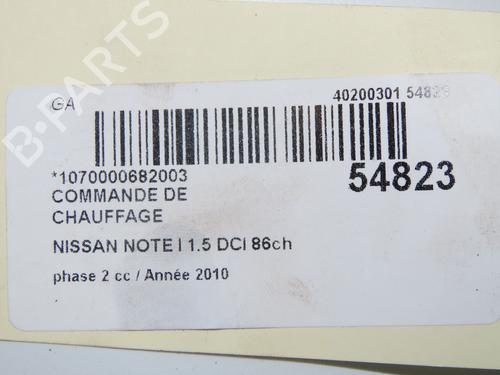 GA
40200301 54823
*1070000682003
54823
COMMANDE DE
CHAUFFAGE
NISSAN NOTE I 1.5 DCI 86ch
phase 2 cc / Année 2010
B-PARTS